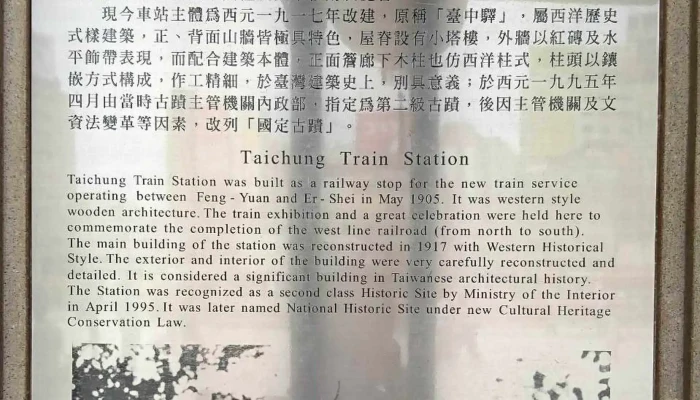 現今車站主體爲西元一九一七年改建，原稱「臺中驛」，屬西洋歷史
式樣建築，正、背面山牆皆極具特色，屋脊設有小塔樓，外牆以紅磚及水
平飾帶表現，而配合建築本體，正面簷廊下木柱也仿西洋柱式，柱頭以鑲
嵌方式構成，作工精細，於臺灣建築史上，別具意義；於西元一九九五年
四月由當時古蹟主管機關內政部，指定爲第二級古蹟，後因主管機關及文
資法變革等因素，改列「國定古蹟」。
Taichung Train Station
Taichung Train Station was built as a railway stop for the new train service
operating between Feng - Yuan and Er - Shei in May 1905. It was western style
wooden architecture. The train exhibition and a great celebration were held here to
commemorate the completion of the west line railroad (from north to south).
The main building of the station was reconstructed in 1917 with Western Historical
Style. The exterior and interior of the building were very carefully reconstructed and
detailed. It is considered a significant building in Taiwanese architectural history.
The Station was recognized as a second class Historic Site by Ministry of the Interior
in April 1995. It was later named National Historic Site under new Cultural Heritage
Conservation Law.